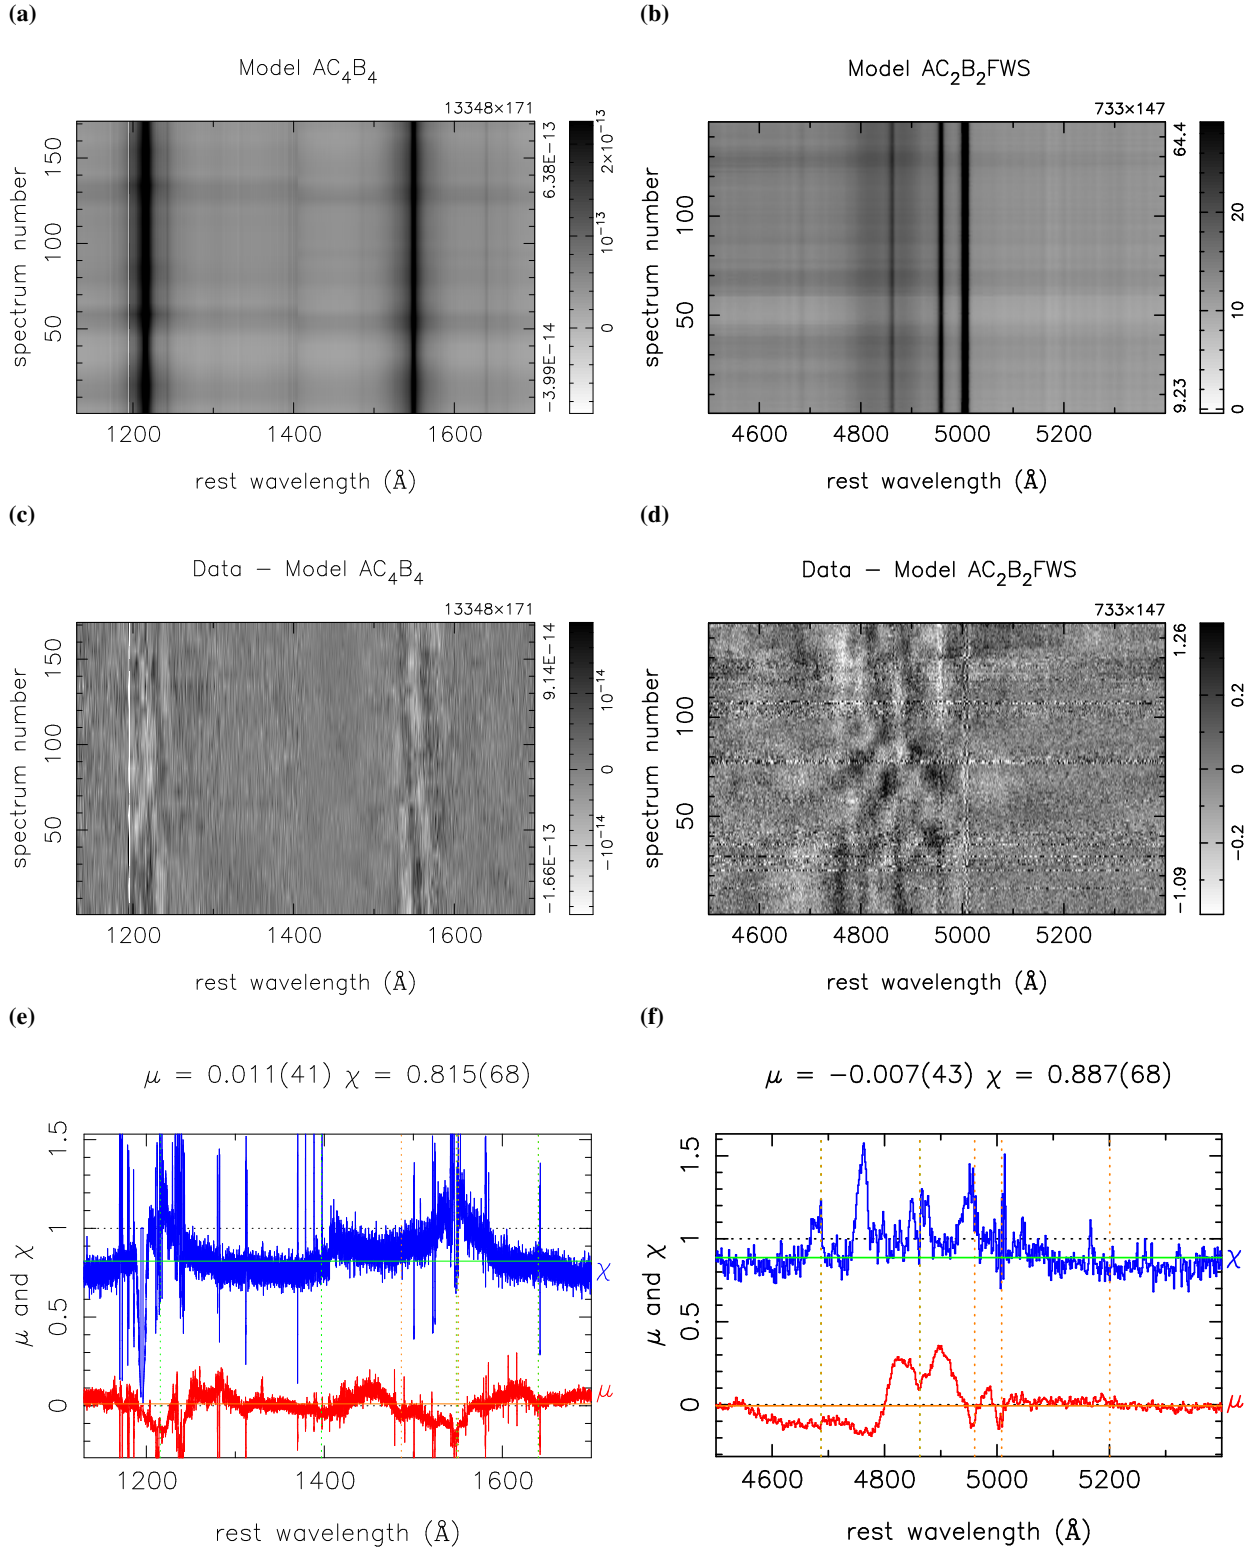 (a)
Model AC4B4
13348×171
spectrum number
50 100 150
1200 1400 1600
rest wavelength (Å)
−3.99E−14 6.38E−13
0 10−13 2×10−13
(b)
Model AC2B2FWS
733×147
spectrum number
50 100
4600 4800 5000 5200
rest wavelength (Å)
9.23 64.4
0 20
(c)
Data − Model AC4B4
13348×171
spectrum number
50 100 150
1200 1400 1600
rest wavelength (Å)
−1.66E−13 9.14E−14
−10−14 0 10−14
(d)
Data − Model AC2B2FWS
733×147
spectrum number
50 100
4600 4800 5000 5200
rest wavelength (Å)
−1.09 1.26
−0.2 0 0.2
(e)
μ = 0.011(41) χ = 0.815(68)
μ and χ
0 0.5 1 1.5
χ
μ
1200 1400 1600
rest wavelength (Å)
(f)
μ = −0.007(43) χ = 0.887(68)
μ and χ
0 0.5 1 1.5
χ
μ
4600 4800 5000 5200
rest wavelength (Å)